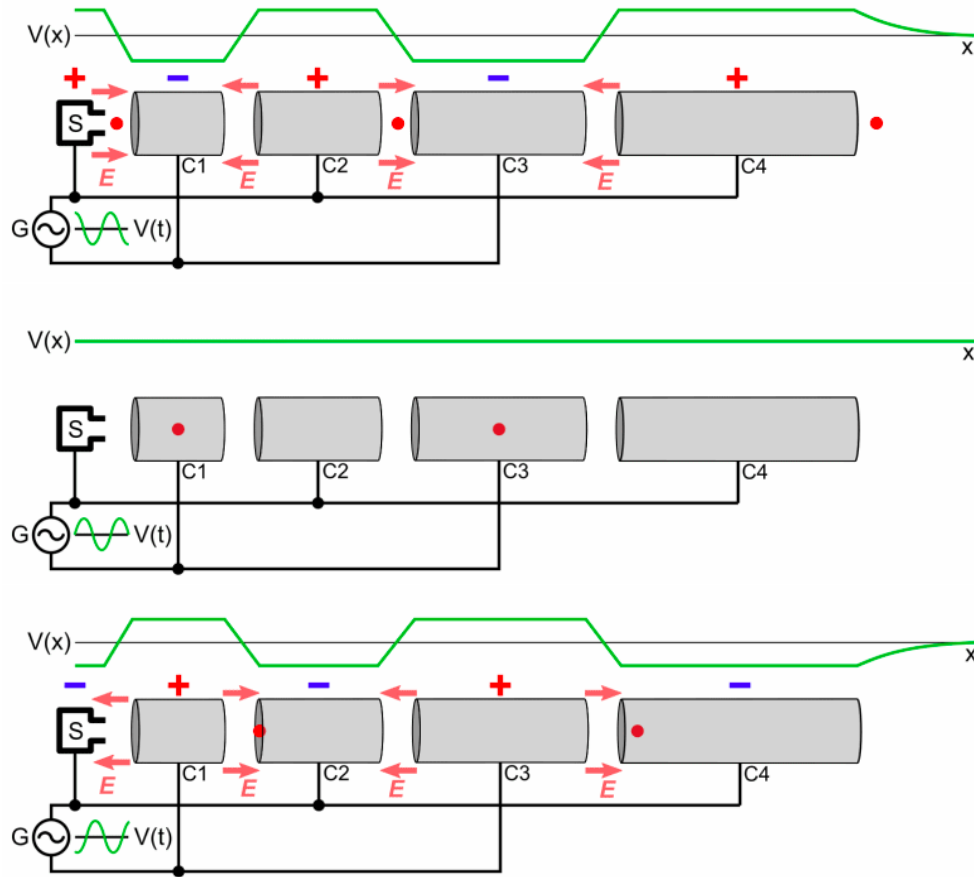 V(x)
x
+ − + − +
S
C1 C2 C3 C4
E E E E
G V(t)
V(x)
x
S
C1 C2 C3 C4
G V(t)
V(x)
x
− + − + −
S
C1 C2 C3 C4
E E E E
G V(t)